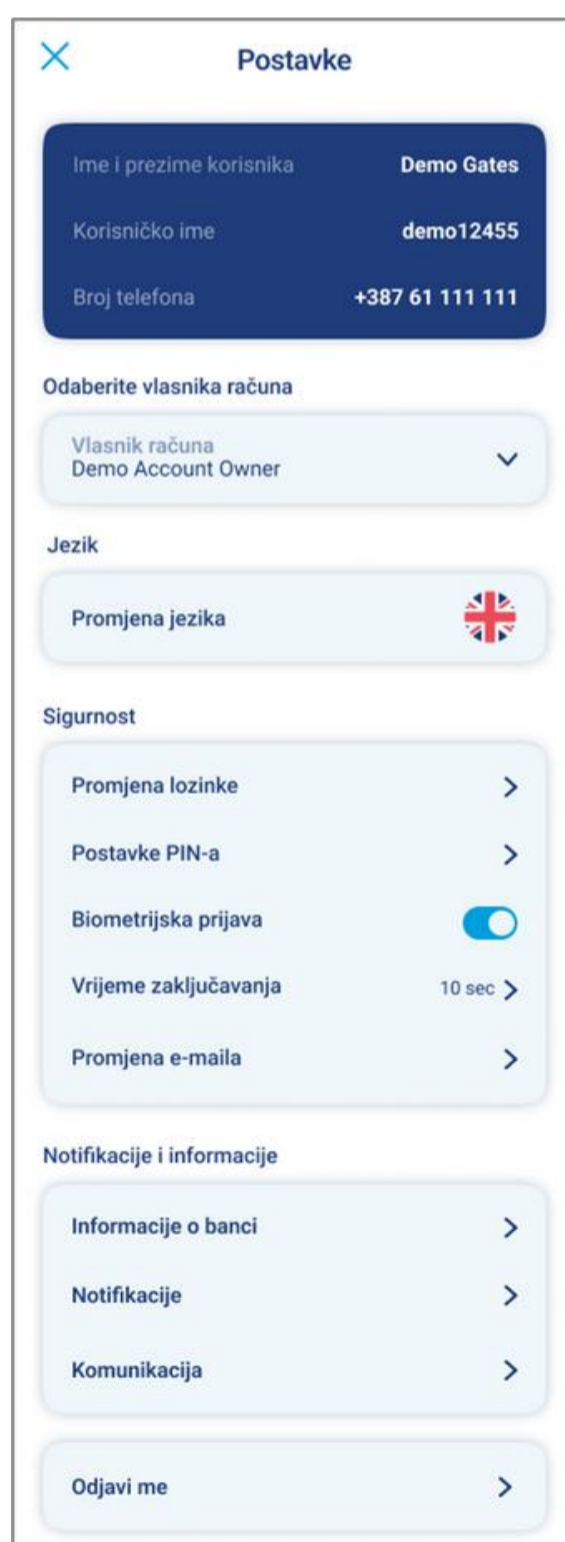 Postavke
Ime i prezime korisnika Demo Gates
Korisničko ime demo12455
Broj telefona +387 61 111 111
Odaberite vlasnika računa
Vlasnik računa
Demo Account Owner
Jezik
Promjena jezika
Sigurnost
Promjena lozinke
Postavke PIN-a
Biometrijska prijava
Vrijeme zaključavanja 10 sec
Promjena e-maila
Notifikacije i informacije
Informacije o banci
Notifikacije
Komunikacija
Odjavi me